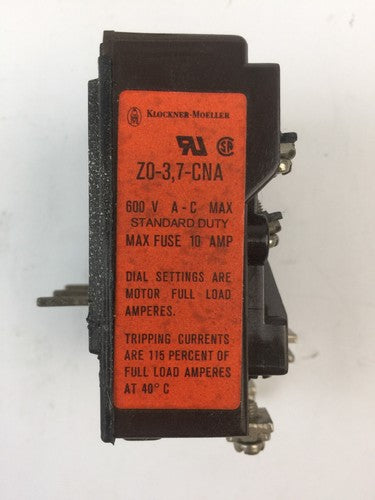 KLOCKNER-MOELLER
ZO-3,7-CNA
600 V A-C MAX
STANDARD DUTY
MAX FUSE 10 AMP
DIAL SETTINGS ARE
MOTOR FULL LOAD
AMPERES.
TRIPPING CURRENTS
ARE 115 PERCENT OF
FULL LOAD AMPERES
AT 40° C